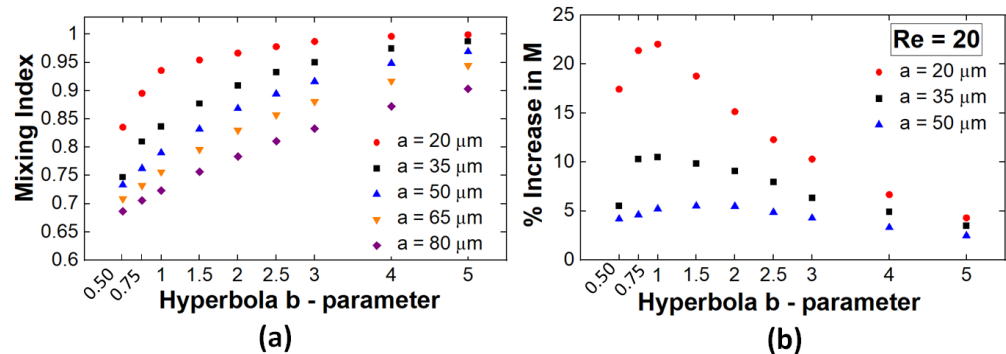 Mixing Index
1
0.95
0.9
0.85
0.8
0.75
0.7
0.65
0.6
a = 20 μm
a = 35 μm
a = 50 μm
a = 65 μm
a = 80 μm
0.50 0.75 1 1.5 2 2.5 3 4 5
Hyperbola b - parameter
(a)
% Increase in M
25
20
15
10
5
0
Re = 20
a = 20 μm
a = 35 μm
a = 50 μm
0.50 0.75 1 1.5 2 2.5 3 4 5
Hyperbola b - parameter
(b)